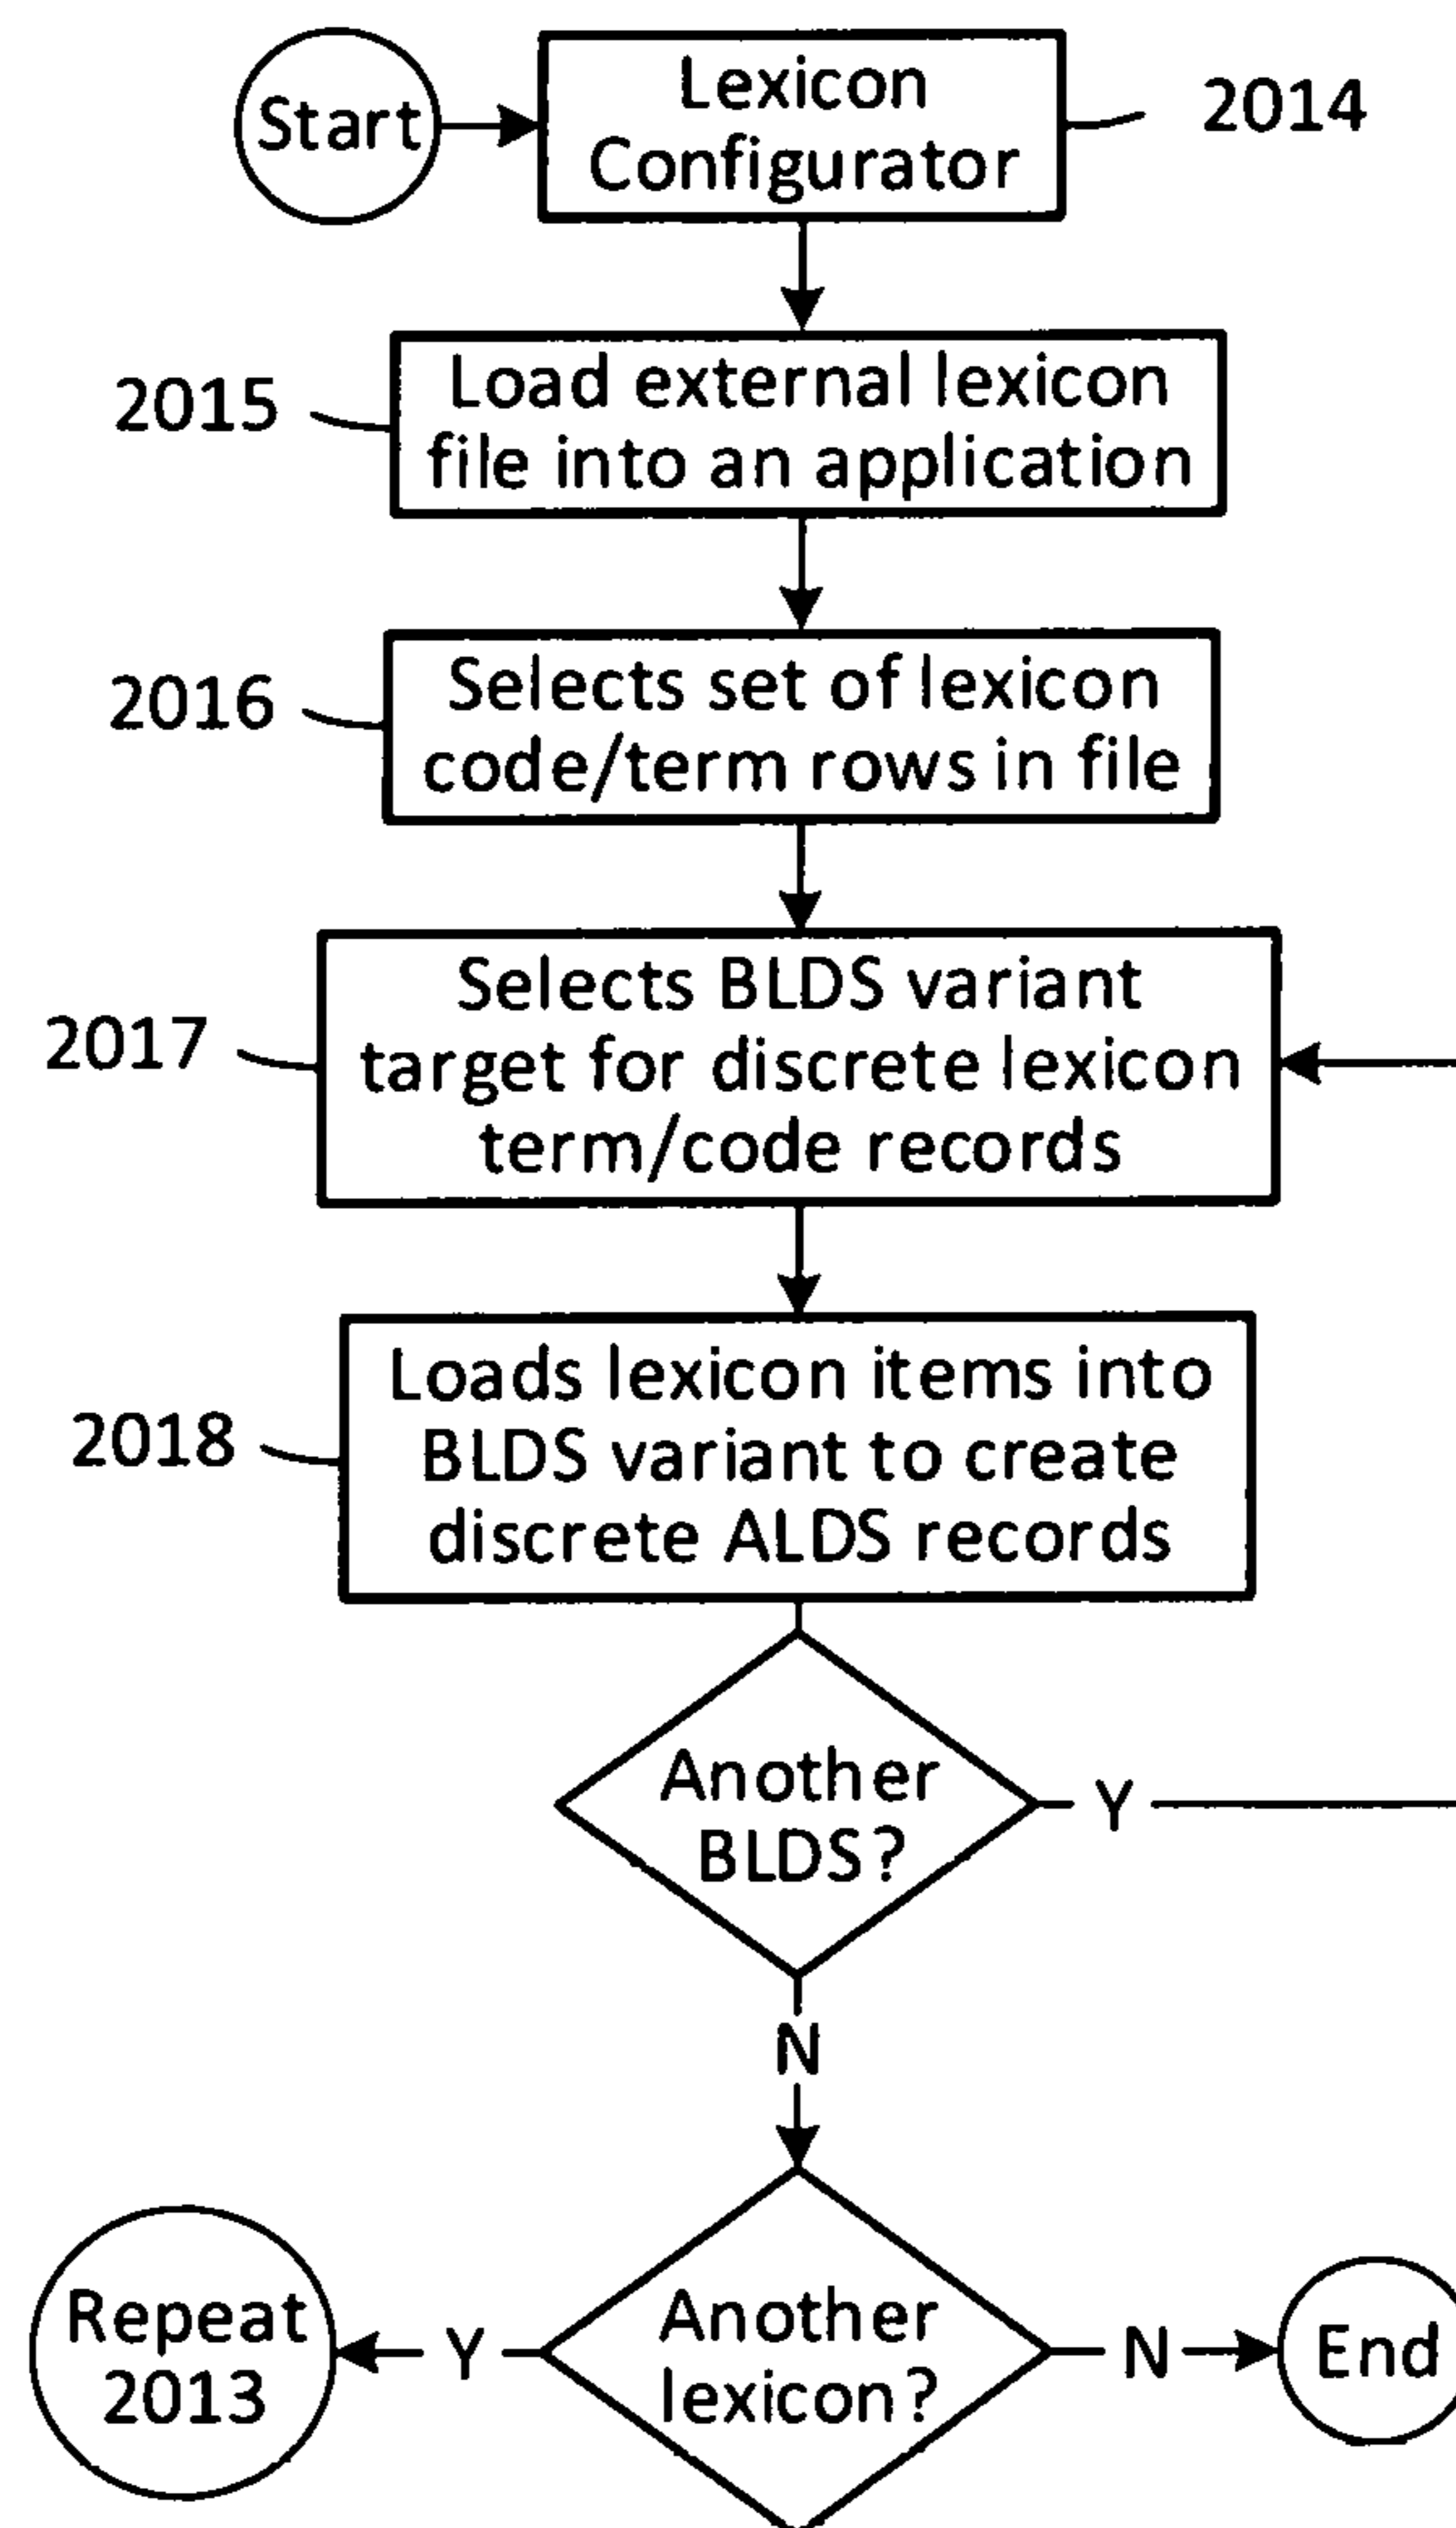 Start
Lexicon
Configurator
2014
2015
Load external lexicon
file into an application
2016
Selects set of lexicon
code/term rows in file
2017
Selects BLDS variant
target for discrete lexicon
term/code records
2018
Loads lexicon items into
BLDS variant to create
discrete ALDS records
Another
BLDS?
Y
N
Repeat
2013
Y
Another
lexicon?
N
End